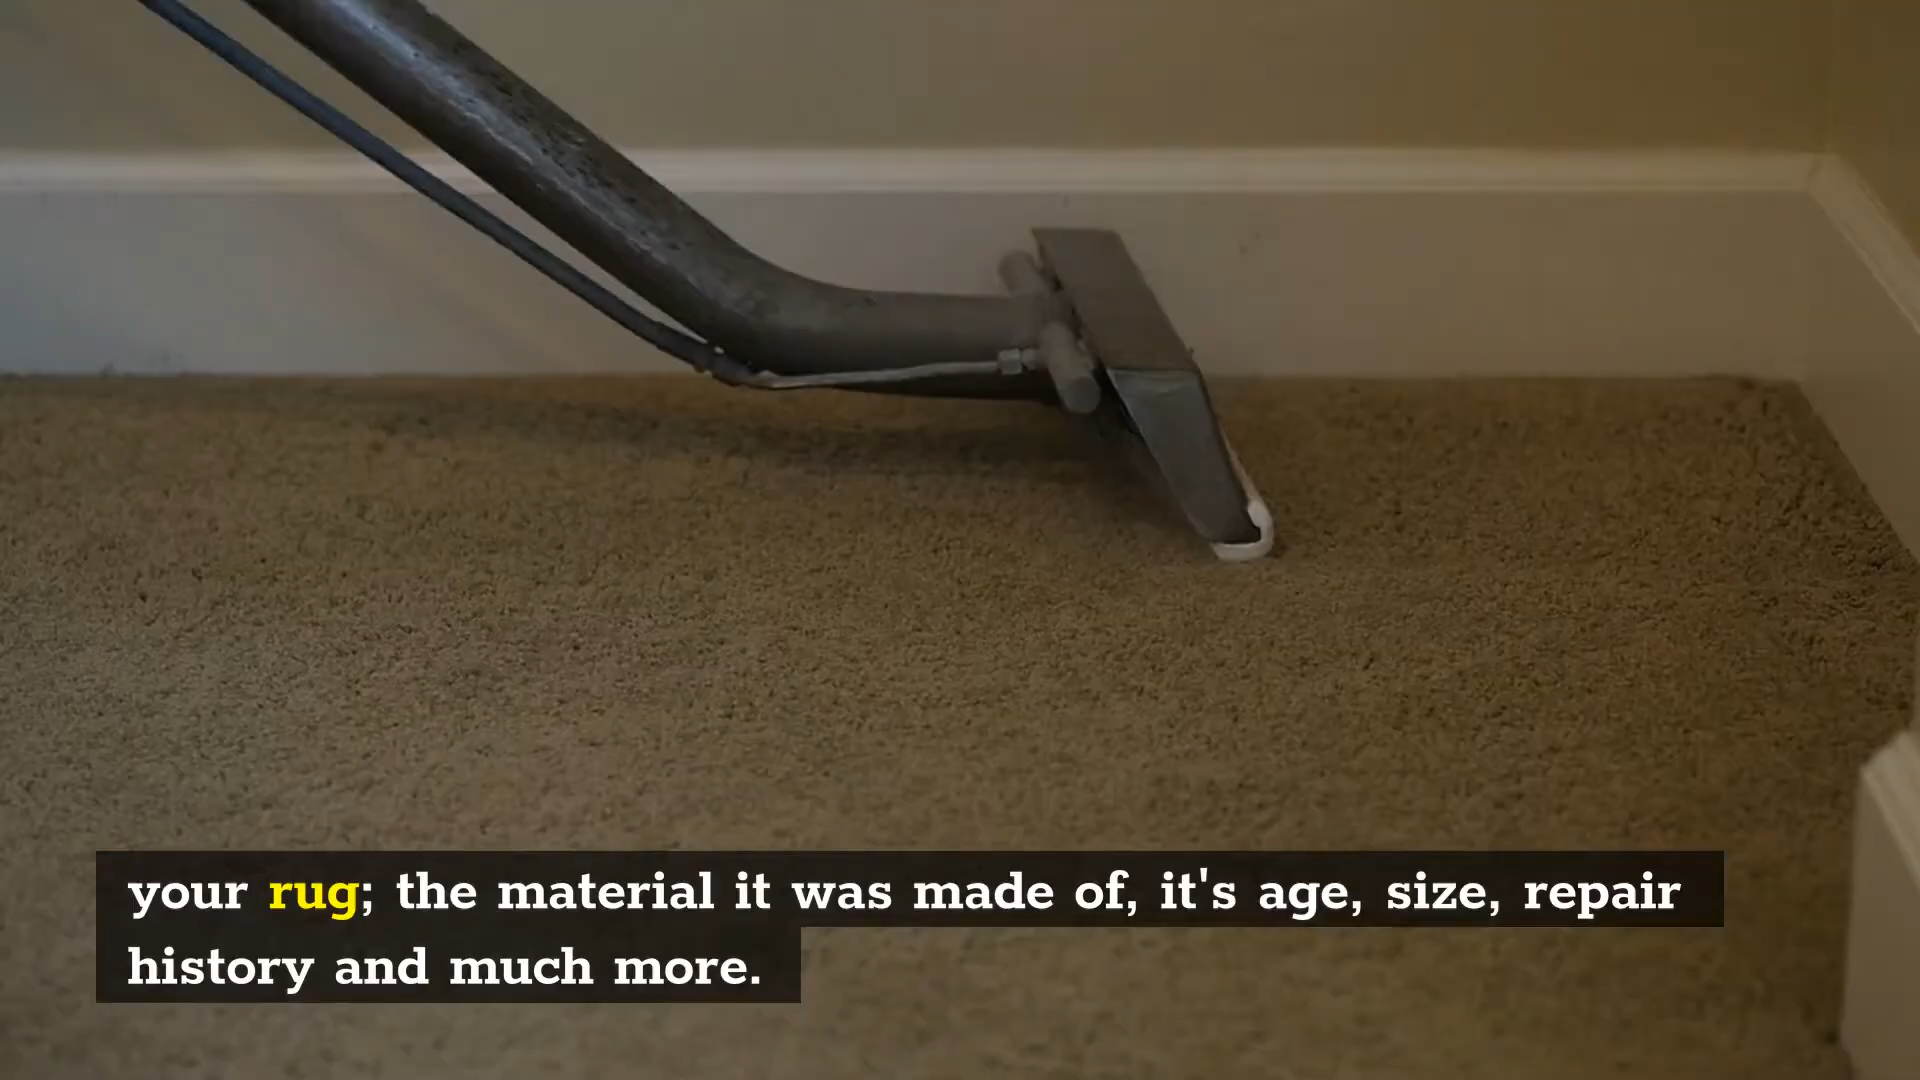 your rug; the material it was made of, it's age, size, repair
history and much more.